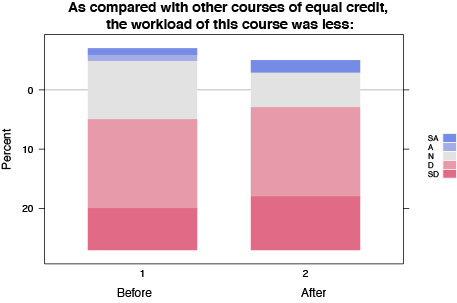 As compared with other courses of equal credit,
the workload of this course was less:
0
10
20
Percent
SA
A
N
D
SD
1
2
Before
After